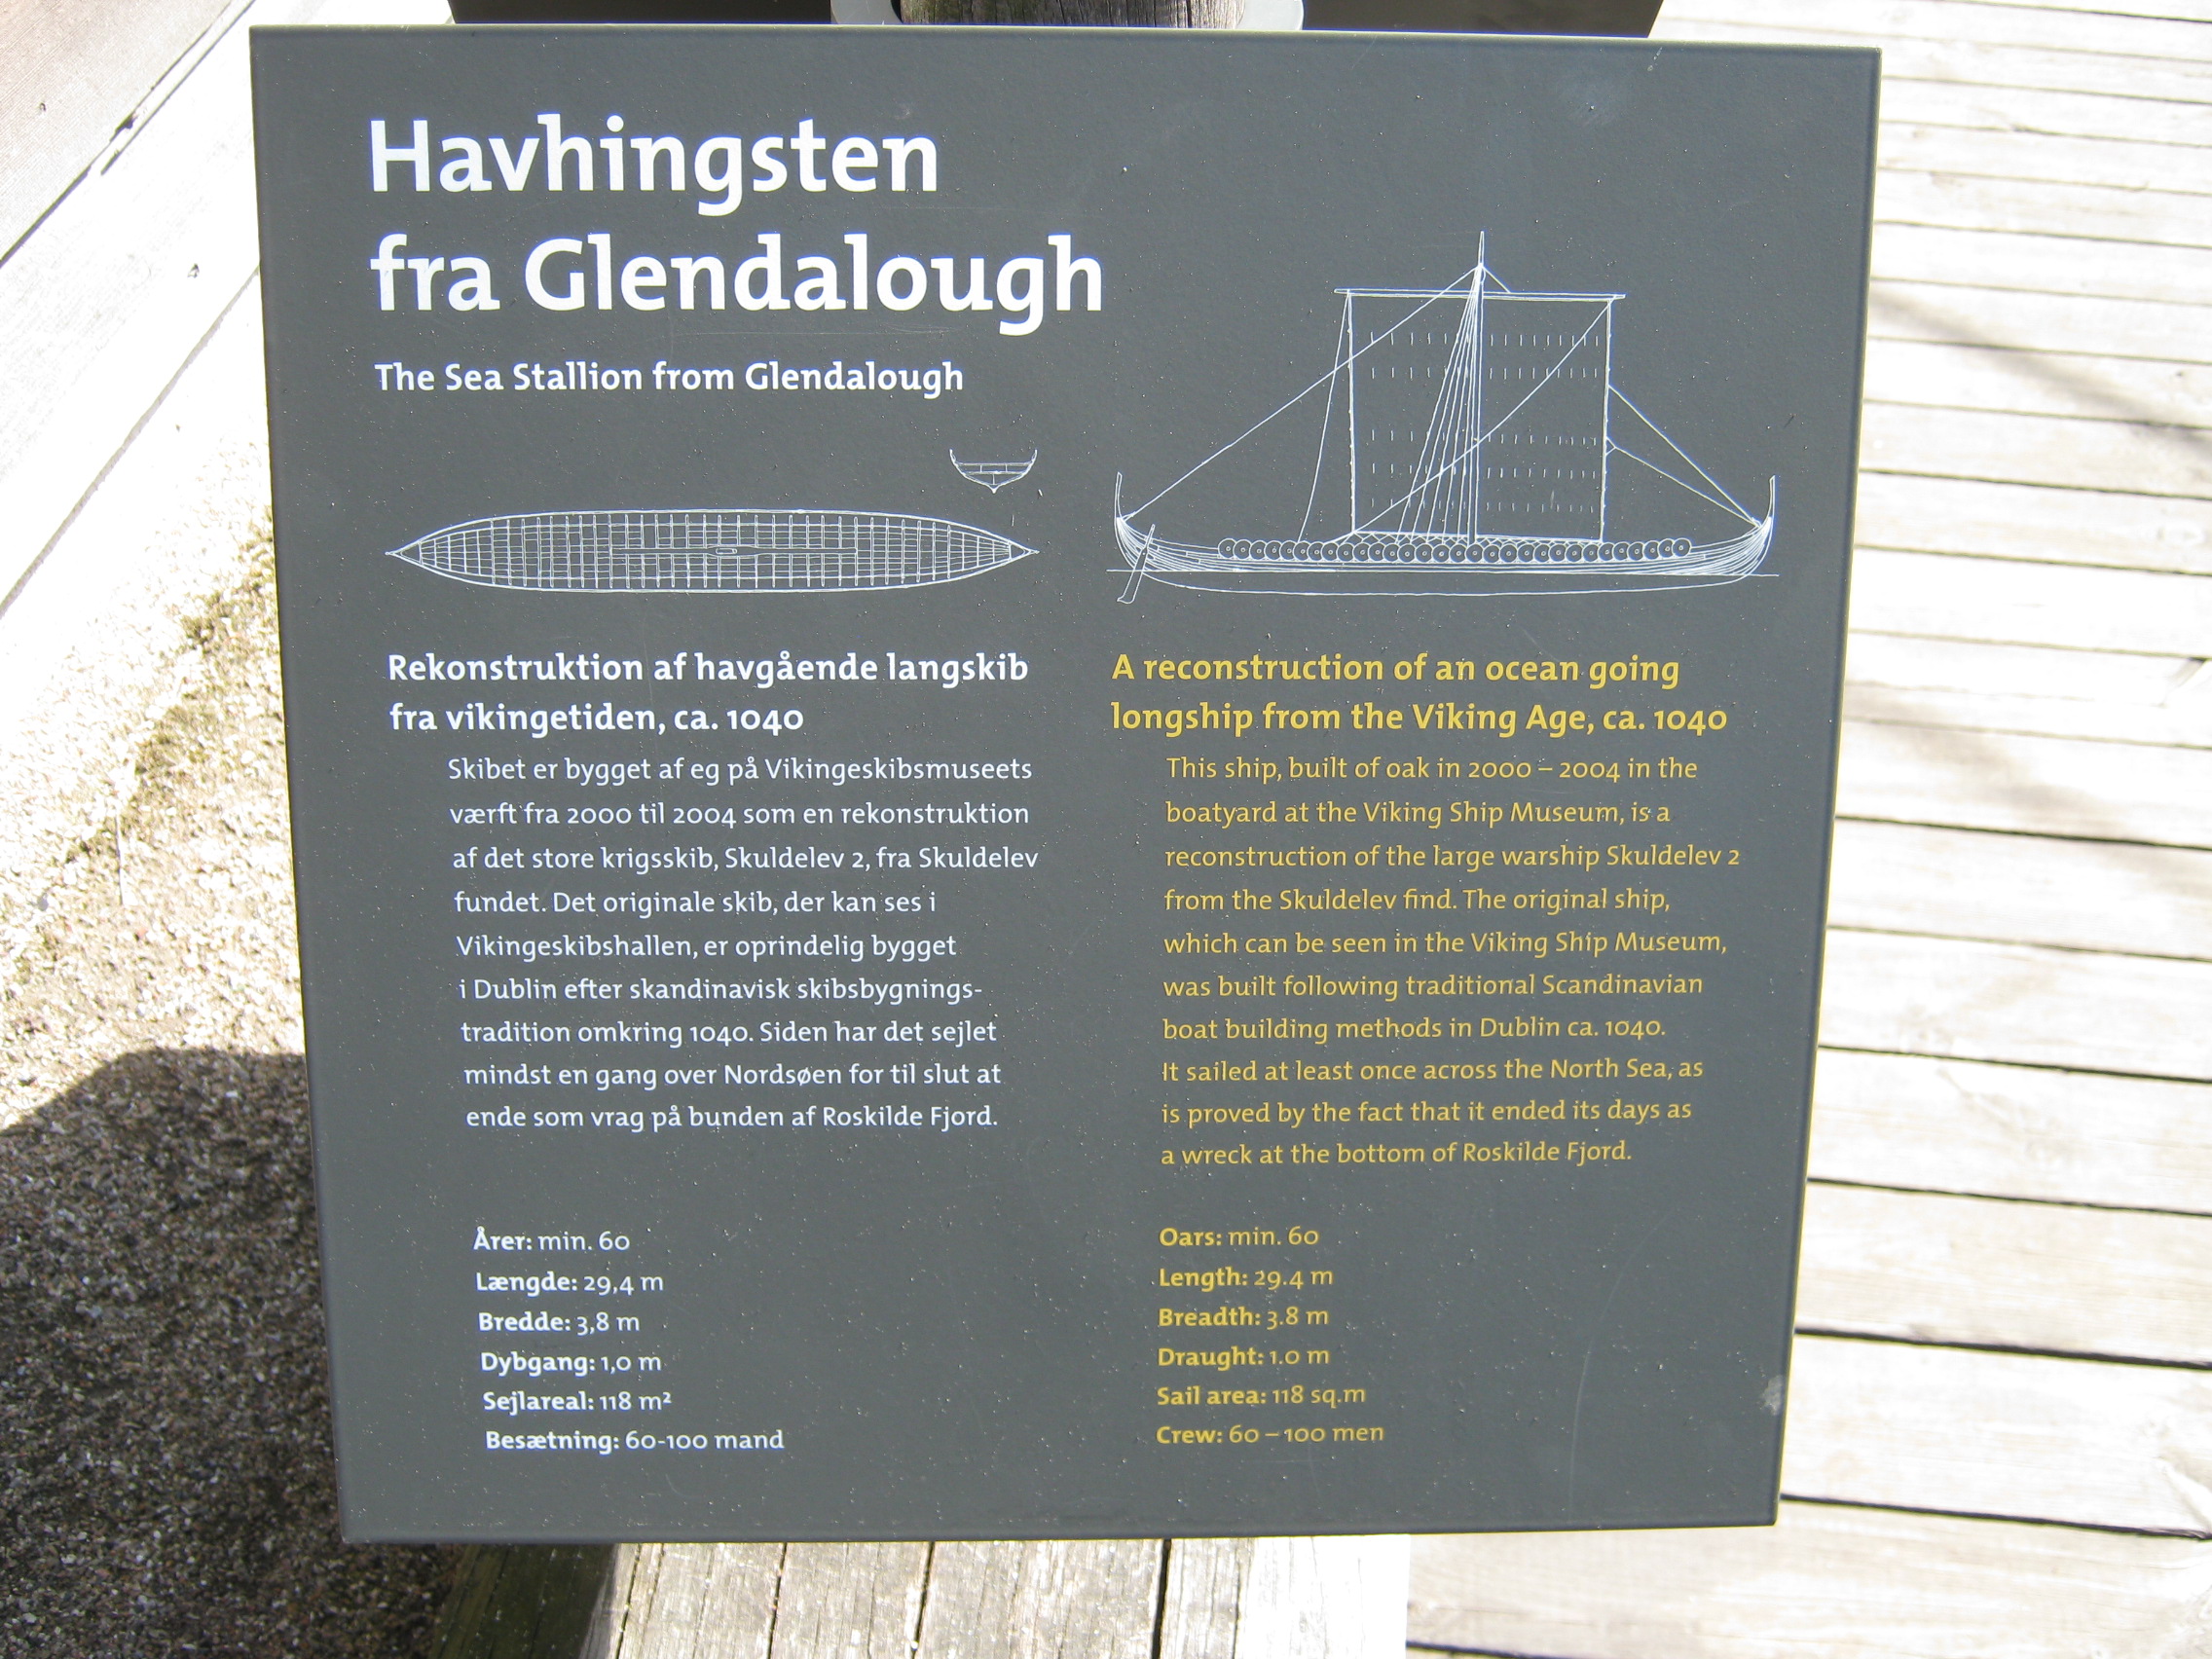 Havhingsten
fra Glendalough
The Sea Stallion from Glendalough
Rekonstruktion af havgående langskib
fra vikingetiden, ca. 1040
Skibet er bygget af eg på Vikingeskibsmuseets
værft fra 2000 til 2004 som en rekonstruktion
af det store krigsskib, Skuldelev 2, fra Skuldelev
fundet. Det originale skib, der kan ses i
Vikingeskibshallen, er oprindelig bygget
i Dublin efter skandinavisk skibsbygnings-
tradition omkring 1040. Siden har det sejlet
mindst en gang over Nordsøen for til slut at
ende som vrag på bunden af Roskilde Fjord.
Årer: min. 60
Længde: 29,4 m
Bredde: 3,8 m
Dybgang: 1,0 m
Sejlareal: 118 m²
Besætning: 60-100 mand
A reconstruction of an ocean going
longship from the Viking Age, ca. 1040
This ship, built of oak in 2000 – 2004 in the
boatyard at the Viking Ship Museum, is a
reconstruction of the large warship Skuldelev 2
from the Skuldelev find. The original ship,
which can be seen in the Viking Ship Museum,
was built following traditional Scandinavian
boat building methods in Dublin ca. 1040.
It sailed at least once across the North Sea, as
is proved by the fact that it ended its days as
a wreck at the bottom of Roskilde Fjord.
Oars: min. 60
Length: 29.4 m
Breadth: 3.8 m
Draught: 1.0 m
Sail area: 118 sq.m
Crew: 60 – 100 men